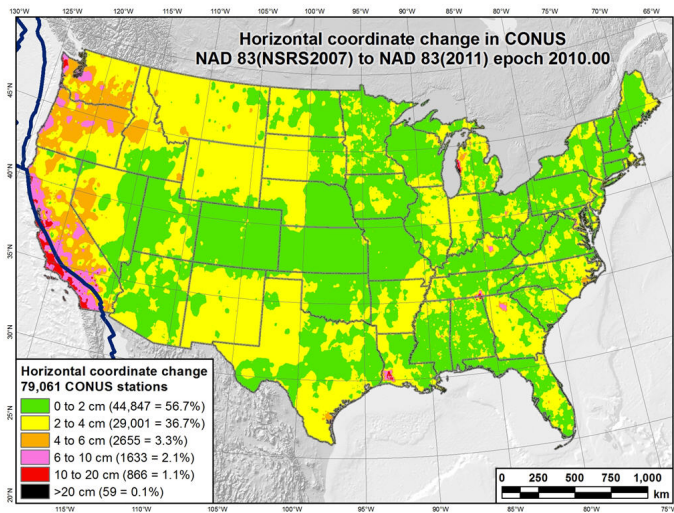 130°W 125°W 120°W 115°W 110°W 105°W 100°W 95°W 90°W 85°W 80°W 75°W 70°W 65°W
Horizontal coordinate change in CONUS
NAD 83(NSRS2007) to NAD 83(2011) epoch 2010.00
45°N
40°N
35°N
30°N
25°N
20°N
45°N
40°N
35°N
30°N
25°N
Horizontal coordinate change
79,061 CONUS stations
0 to 2 cm (44,847 = 56.7%)
2 to 4 cm (29,001 = 36.7%)
4 to 6 cm (2655 = 3.3%)
6 to 10 cm (1633 = 2.1%)
10 to 20 cm (866 = 1.1%)
>20 cm (59 = 0.1%)
0 250 500 750 1,000
km
115°W 110°W 105°W 100°W 95°W 90°W 85°W 80°W 75°W